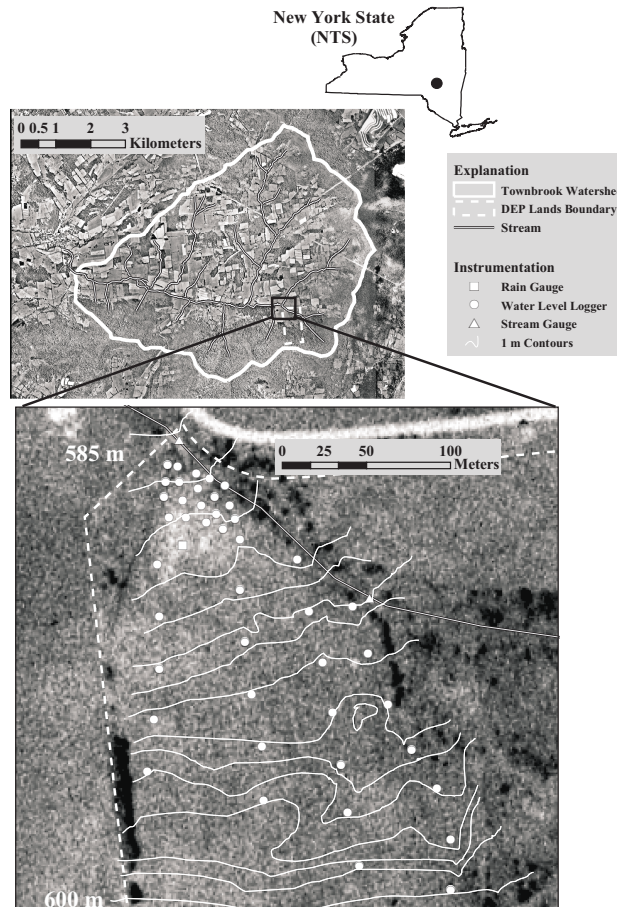 New York State
(NTS)
0 0.5 1 2 3
Kilometers
Explanation
Townbrook Watershe
DEP Lands Boundary
Stream
Instrumentation
Rain Gauge
Water Level Logger
Stream Gauge
1 m Contours
585 m
0 25 50 100
Meters
600 m